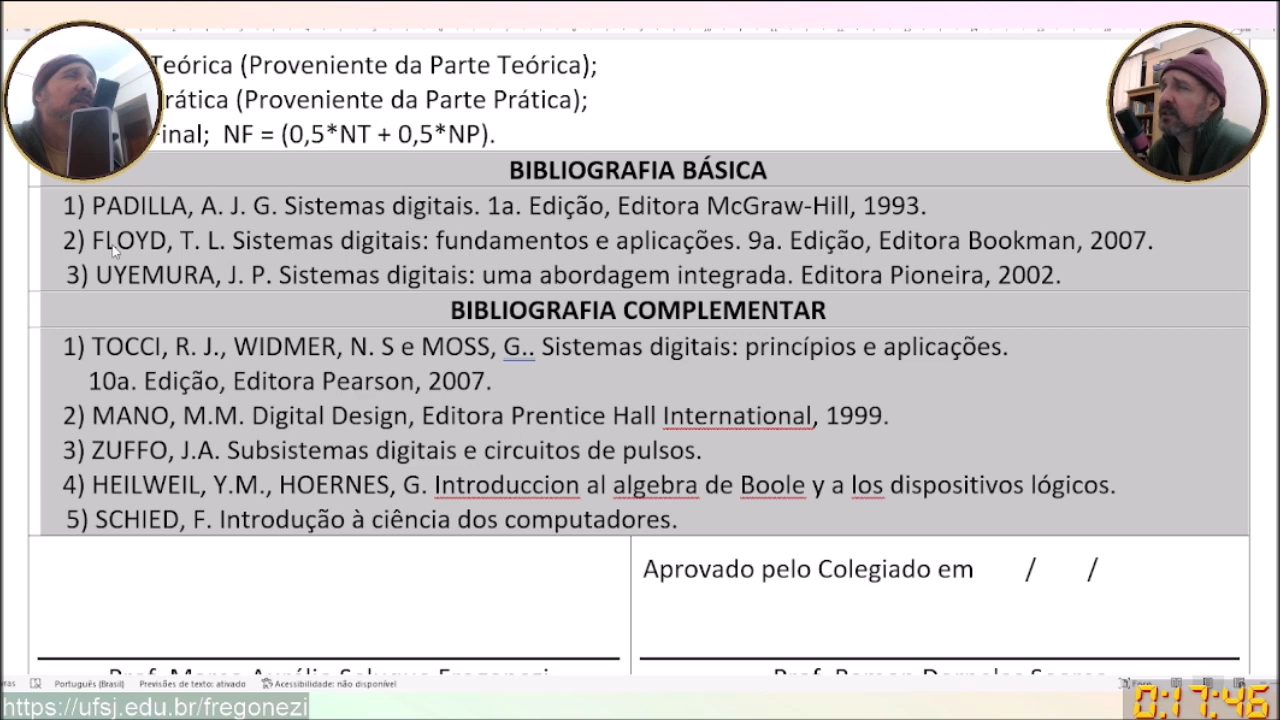 Teórica (Proveniente da Parte Teórica);
rática (Proveniente da Parte Prática);
inal; NF = (0,5*NT + 0,5*NP).
BIBLIOGRAFIA BÁSICA
1) PADILLA, A. J. G. Sistemas digitais. 1a. Edição, Editora McGraw-Hill, 1993.
2) FLOYD, T. L. Sistemas digitais: fundamentos e aplicações. 9a. Edição, Editora Bookman, 2007.
3) UYEMURA, J. P. Sistemas digitais: uma abordagem integrada. Editora Pioneira, 2002.
BIBLIOGRAFIA COMPLEMENTAR
1) TOCCI, R. J., WIDMER, N. S e MOSS, G.. Sistemas digitais: princípios e aplicações.
10a. Edição, Editora Pearson, 2007.
2) MANO, M.M. Digital Design, Editora Prentice Hall International, 1999.
3) ZUFFO, J.A. Subsistemas digitais e circuitos de pulsos.
4) HEILWEIL, Y.M., HOERNES, G. Introduccion al algebra de Boole y a los dispositivos lógicos.
5) SCHIED, F. Introdução à ciência dos computadores.
Aprovado pelo Colegiado em / /
Português (Brasil) Previsões de texto: ativado Acessibilidade: não disponível
https://ufsj.edu.br/fregonezi
0:17:46